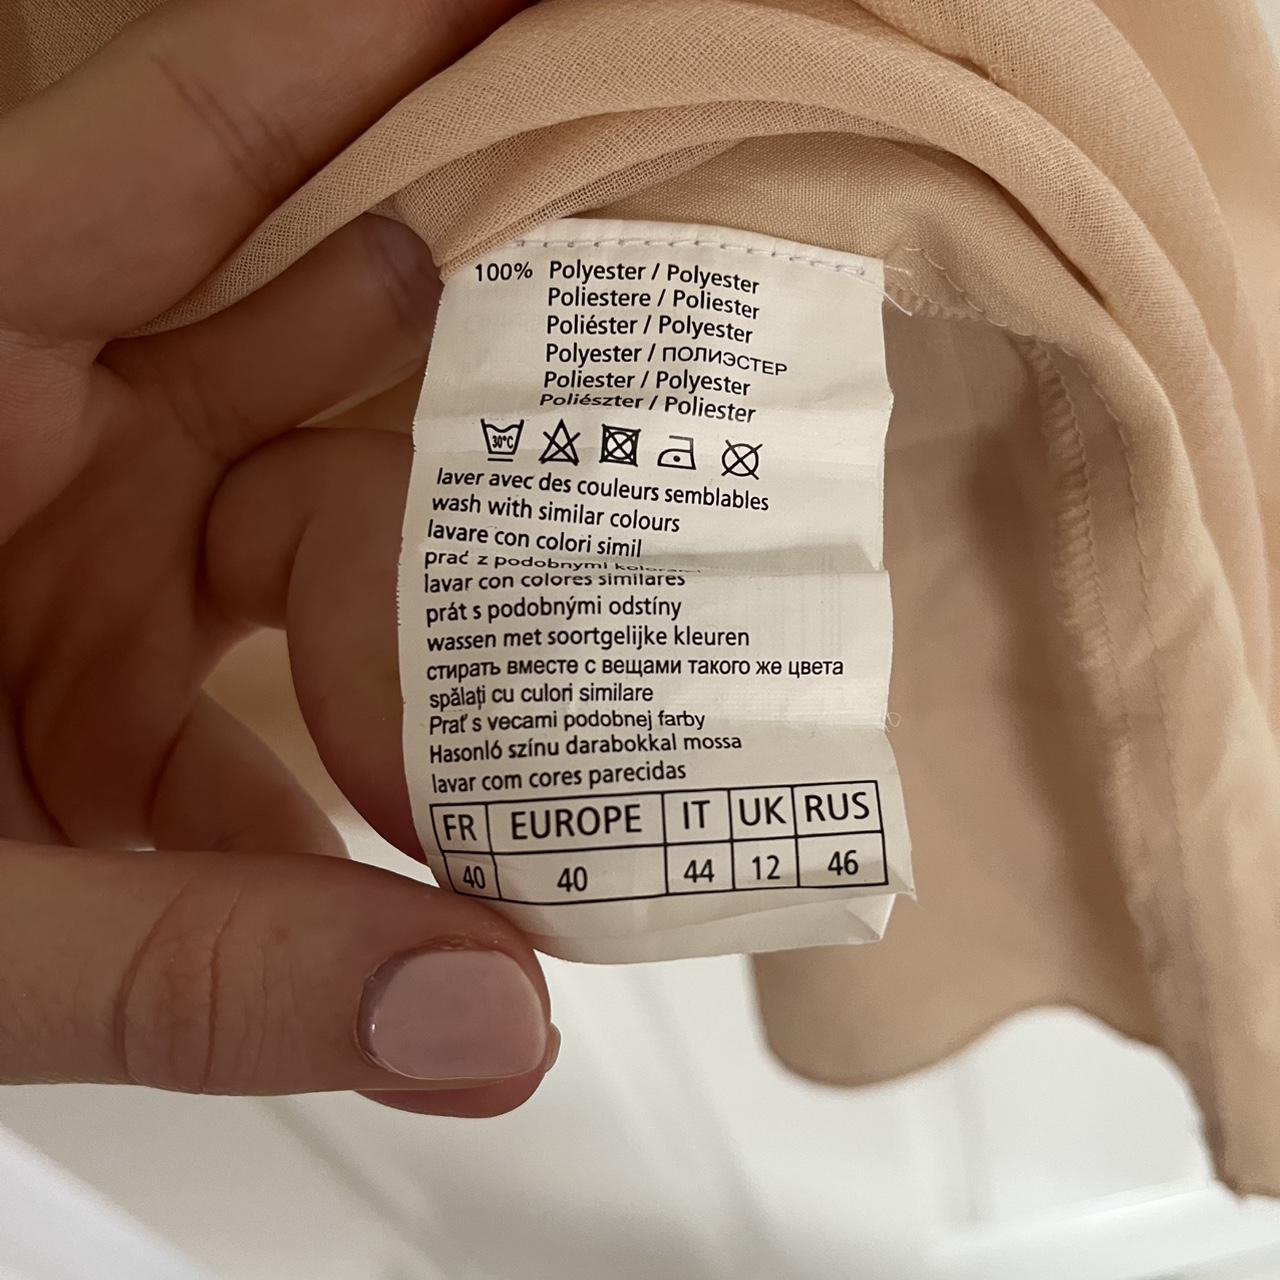 100% Polyester / Polyester
Poliestere / Poliester
Poliéster / Polyester
Polyester / ПОЛИЭСТЕР
Poliester / Polyester
Poliészter / Poliester
30°C
laver avec des couleurs semblables
wash with similar colours
lavare con colori simil
prać z podobnymi
lavar con colores similares
prát s podobnými odstíny
wassen met soortgelijke kleuren
стирать вместе с вещами такого же цвета
spălaţi cu culori similare
Prať s vecami podobnej farby
Hasonló színu darabokkal mossa
lavar com cores parecidas
FR EUROPE IT UK RUS
40 40 44 12 46